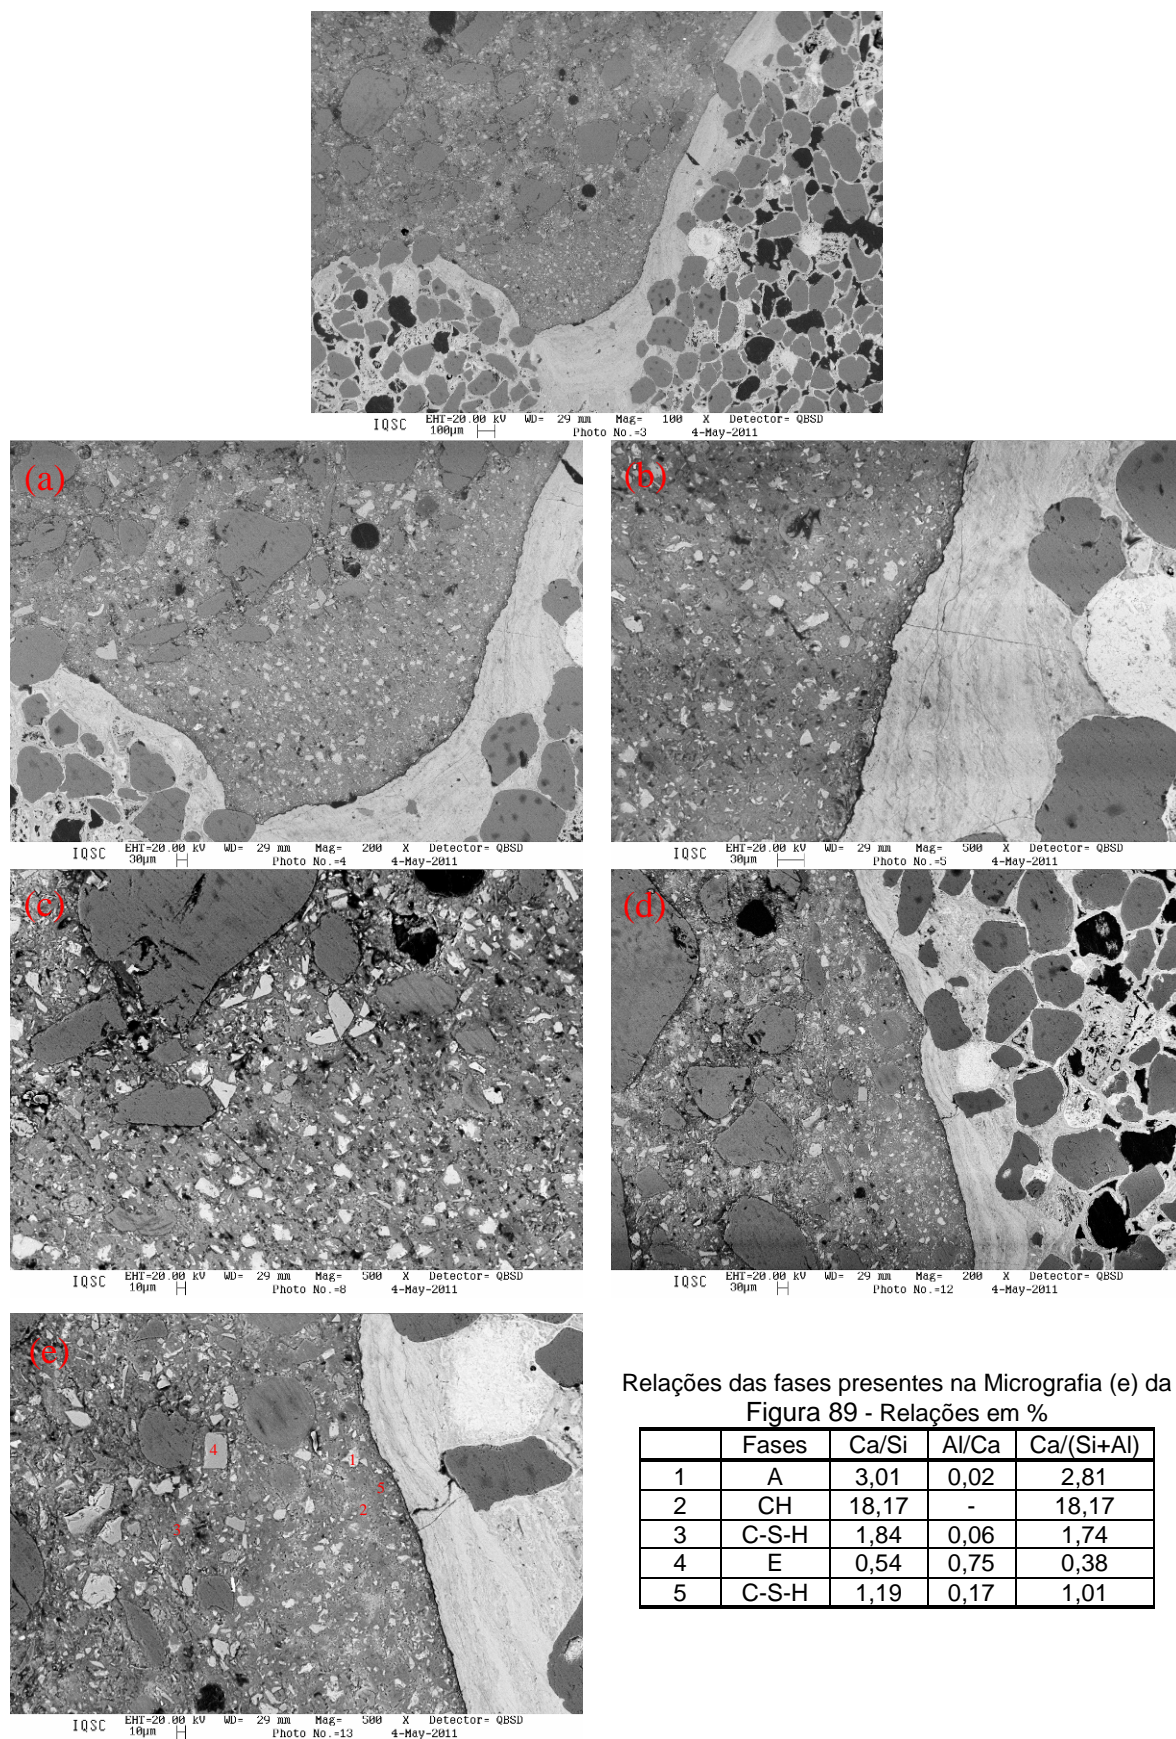 IQSC EHT=20.00 kV WD= 29 mm Mag= 100 X Detector= QBSD
100µm Photo No.=3 4-May-2011
(a)
IQSC EHT=20.00 kV WD= 29 mm Mag= 200 X Detector= QBSD
30µm Photo No.=4 4-May-2011
(b)
IQSC EHT=20.00 kV WD= 29 mm Mag= 500 X Detector= QBSD
30µm Photo No.=5 4-May-2011
(c)
IQSC EHT=20.00 kV WD= 29 mm Mag= 500 X Detector= QBSD
10µm Photo No.=8 4-May-2011
(d)
IQSC EHT=20.00 kV WD= 29 mm Mag= 200 X Detector= QBSD
30µm Photo No.=12 4-May-2011
(e)
4
1
5
2
3
IQSC EHT=20.00 kV WD= 29 mm Mag= 500 X Detector= QBSD
10µm Photo No.=13 4-May-2011
Relações das fases presentes na Micrografia (e) da
Figura 89 - Relações em %
Fases Ca/Si Al/Ca Ca/(Si+Al)
1 A 3,01 0,02 2,81
2 CH 18,17 - 18,17
3 C-S-H 1,84 0,06 1,74
4 E 0,54 0,75 0,38
5 C-S-H 1,19 0,17 1,01